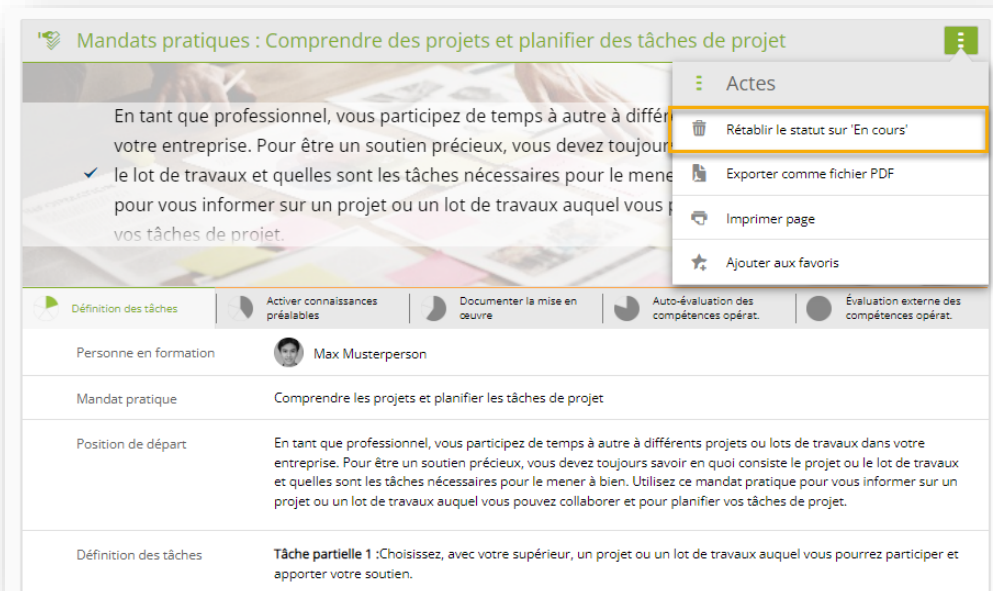 Mandats pratiques : Comprendre des projets et planifier des tâches de projet
En tant que professionnel, vous participez de temps à autre à différ
votre entreprise. Pour être un soutien précieux, vous devez toujour
le lot de travaux et quelles sont les tâches nécessaires pour le mene
pour vous informer sur un projet ou un lot de travaux auquel vous p
vos tâches de projet.
Actes
Rétablir le statut sur 'En cours'
Exporter comme fichier PDF
Imprimer page
Ajouter aux favoris
Définition des tâches
Activer connaissances
préalables
Documenter la mise en
œuvre
Auto-évaluation des
compétences opérat.
Évaluation externe des
compétences opérat.
Personne en formation
Max Musterperson
Mandat pratique
Comprendre les projets et planifier les tâches de projet
Position de départ
En tant que professionnel, vous participez de temps à autre à différents projets ou lots de travaux dans votre
entreprise. Pour être un soutien précieux, vous devez toujours savoir en quoi consiste le projet ou le lot de travaux
et quelles sont les tâches nécessaires pour le mener à bien. Utilisez ce mandat pratique pour vous informer sur un
projet ou un lot de travaux auquel vous pouvez collaborer et pour planifier vos tâches de projet.
Définition des tâches
Tâche partielle 1 :Choisissez, avec votre supérieur, un projet ou un lot de travaux auquel vous pourrez participer et
apporter votre soutien.